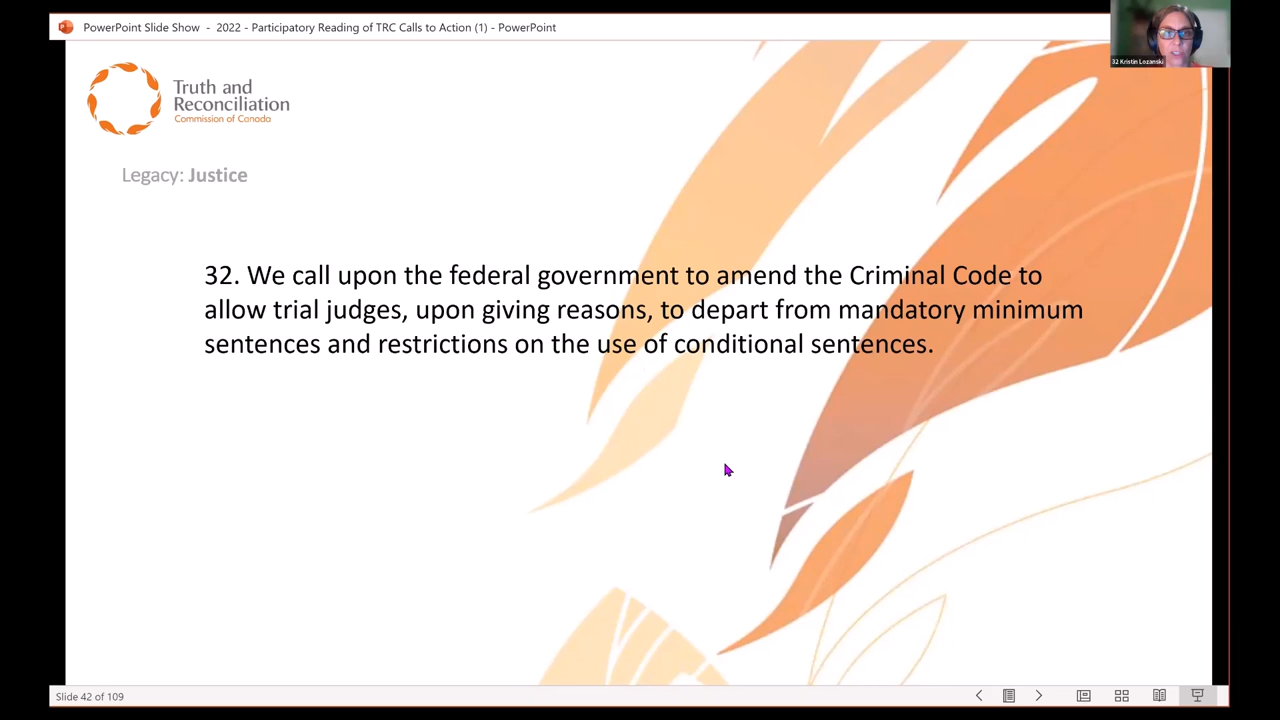 PowerPoint Slide Show - 2022 - Participatory Reading of TRC Calls to Action (1) - PowerPoint
32 Kristin Lozanski
Truth and
Reconciliation
Commission of Canada
Legacy: Justice
32. We call upon the federal government to amend the Criminal Code to
allow trial judges, upon giving reasons, to depart from mandatory minimum
sentences and restrictions on the use of conditional sentences.
Slide 42 of 109